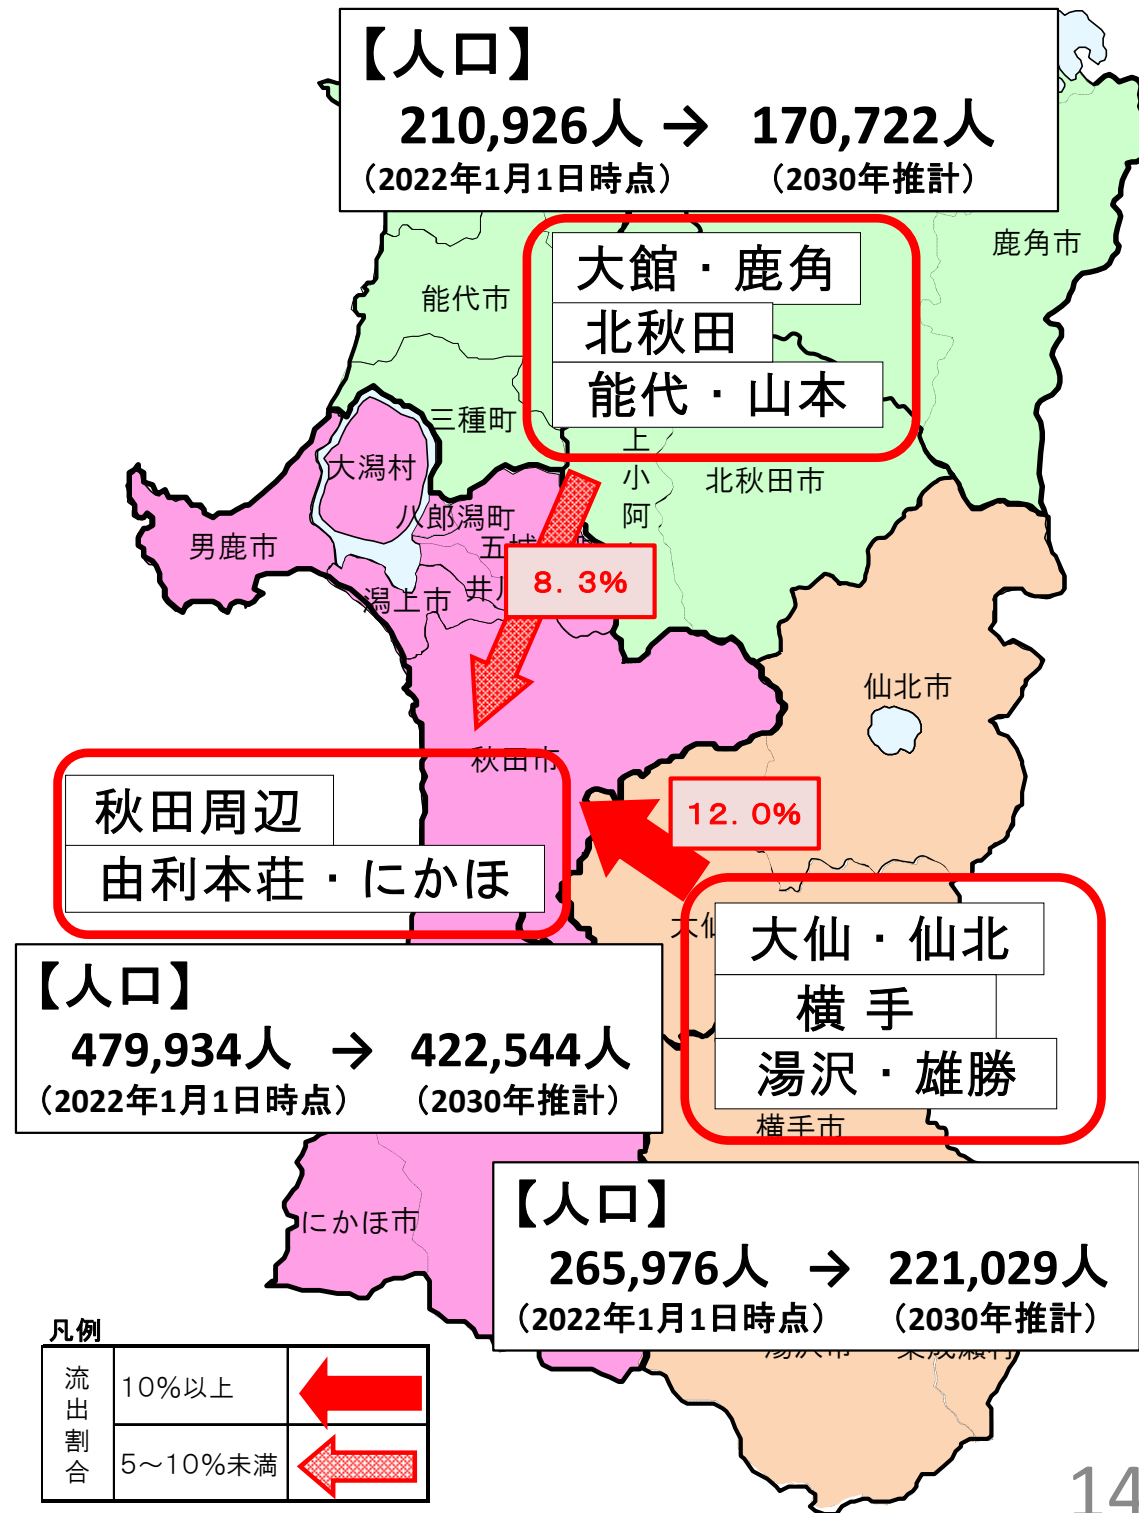 【人口】
210,926人 → 170,722人
（2022年1月1日時点） （2030年推計）
鹿角市
大館・鹿角
能代市
北秋田
能代・山本
三種町
上小阿
大潟村
北秋田市
八郎潟町
男鹿市
8.3%
潟上市
仙北市
秋田市
12.0%
秋田周辺
由利本荘・にかほ
大仙・仙北
【人口】
横 手
479,934人 → 422,544人
湯沢・雄勝
（2022年1月1日時点） （2030年推計）
横手市
【人口】
にかほ市
265,976人 → 221,029人
（2022年1月1日時点） （2030年推計）
凡例
流出割合
10%以上
5～10%未満
14